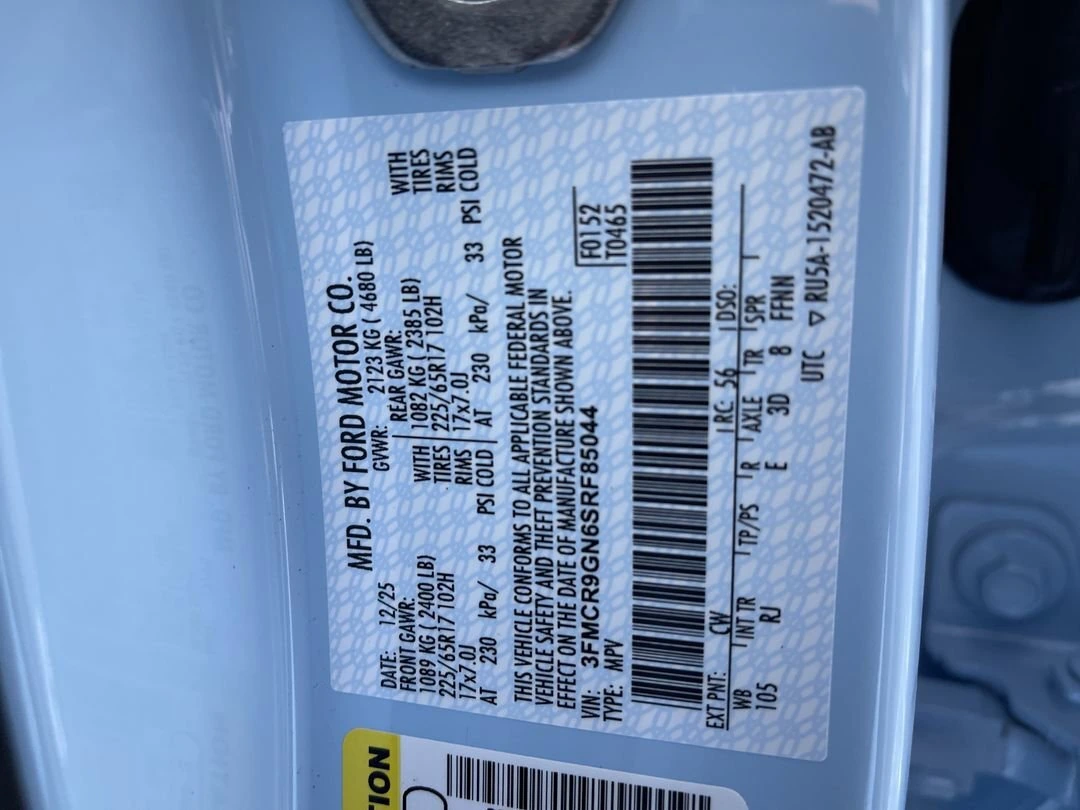 MFD. BY FORD MOTOR CO.
DATE: 12/25 GVWR: 2123 KG ( 4680 LB)
FRONT GAWR: REAR GAWR:
1089 KG ( 2400 LB) WITH 1082 KG ( 2385 LB) WITH
225/65R17 102H TIRES 225/65R17 102H TIRES
17x7.0J RIMS 17x7.0J RIMS
AT 230 kPa/ 33 PSI COLD AT 230 kPa/ 33 PSI COLD
THIS VEHICLE CONFORMS TO ALL APPLICABLE FEDERAL MOTOR
VEHICLE SAFETY AND THEFT PREVENTION STANDARDS IN
EFFECT ON THE DATE OF MANUFACTURE SHOWN ABOVE.
VIN: 3FMCR9GN6SRF85044 F0152
TYPE: MPV T0465
EXT PNT: CW RC: 56 DSO:
WB INT TR TP/PS R AXLE TR SPR
105 RJ E 3D 8 FFNN
UTC ▽ RU5A-1520472-AB
TION